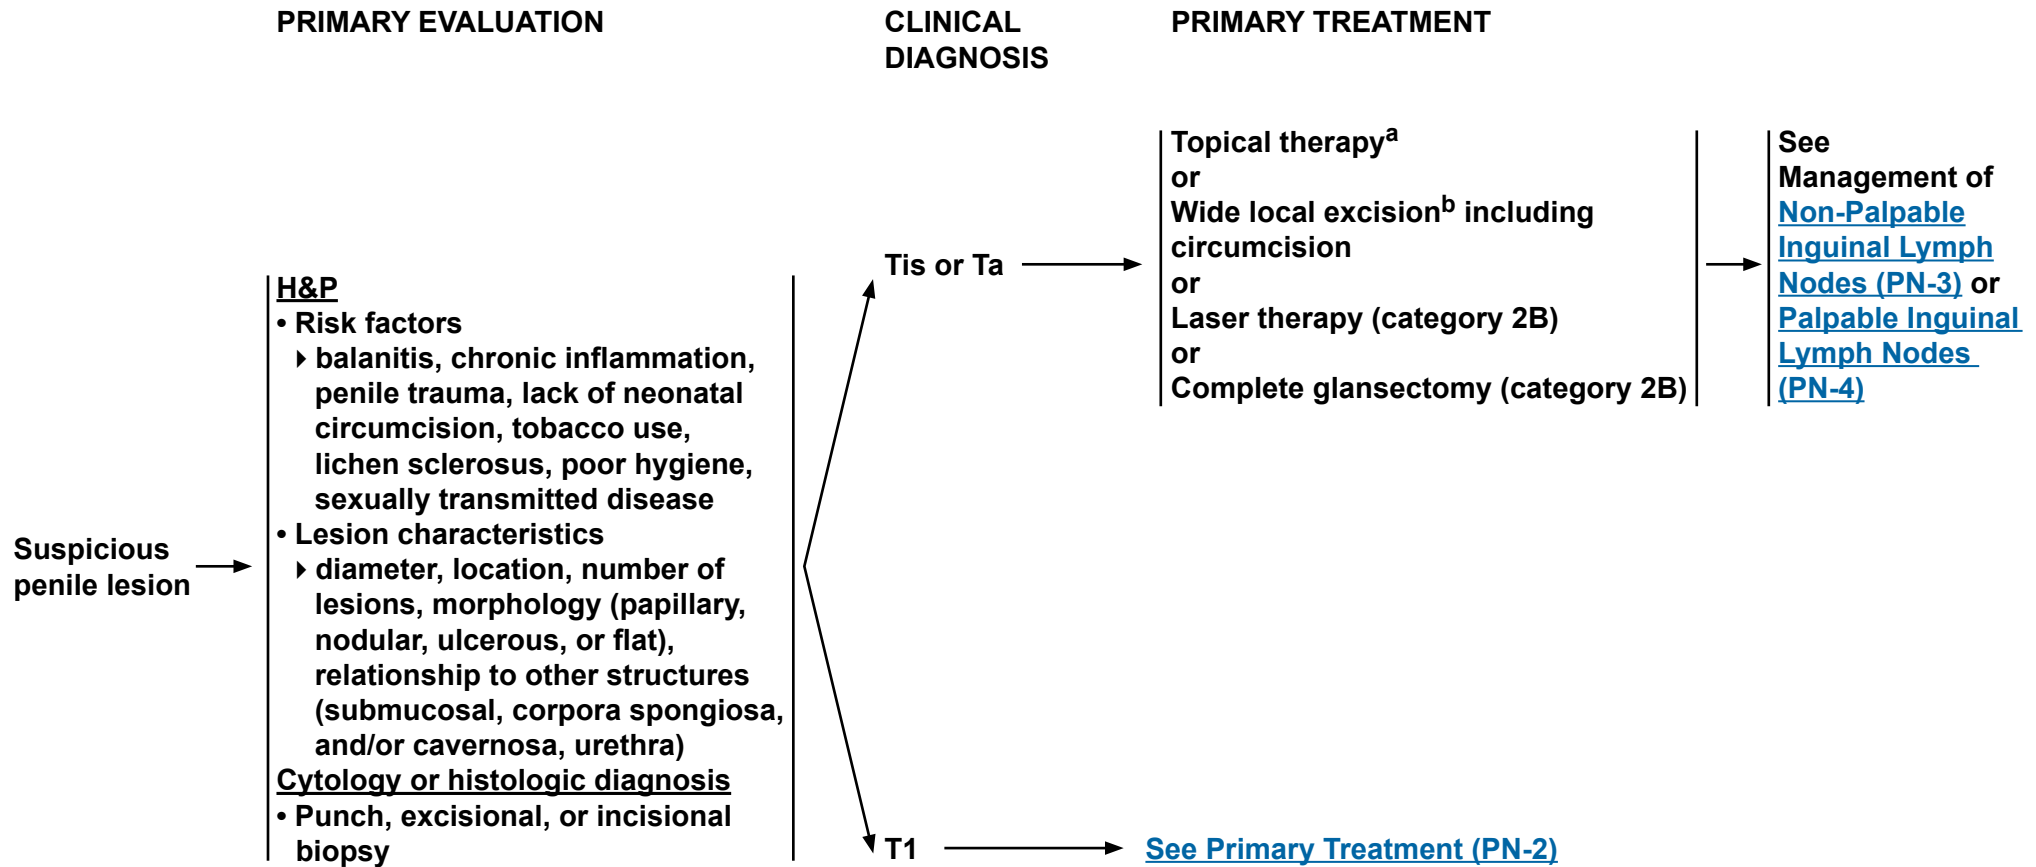 PRIMARY EVALUATION
CLINICAL
DIAGNOSIS
PRIMARY TREATMENT
Suspicious
penile lesion
H&P
• Risk factors
‣ balanitis, chronic inflammation,
penile trauma, lack of neonatal
circumcision, tobacco use,
lichen sclerosus, poor hygiene,
sexually transmitted disease
• Lesion characteristics
‣ diameter, location, number of
lesions, morphology (papillary,
nodular, ulcerous, or flat),
relationship to other structures
(submucosal, corpora spongiosa,
and/or cavernosa, urethra)
Cytology or histologic diagnosis
• Punch, excisional, or incisional
biopsy
Tis or Ta
Topical therapya
or
Wide local excisionb including
circumcision
or
Laser therapy (category 2B)
or
Complete glansectomy (category 2B)
See
Management of
Non-Palpable
Inguinal Lymph
Nodes (PN-3) or
Palpable Inguinal
Lymph Nodes
(PN-4)
T1
See Primary Treatment (PN-2)